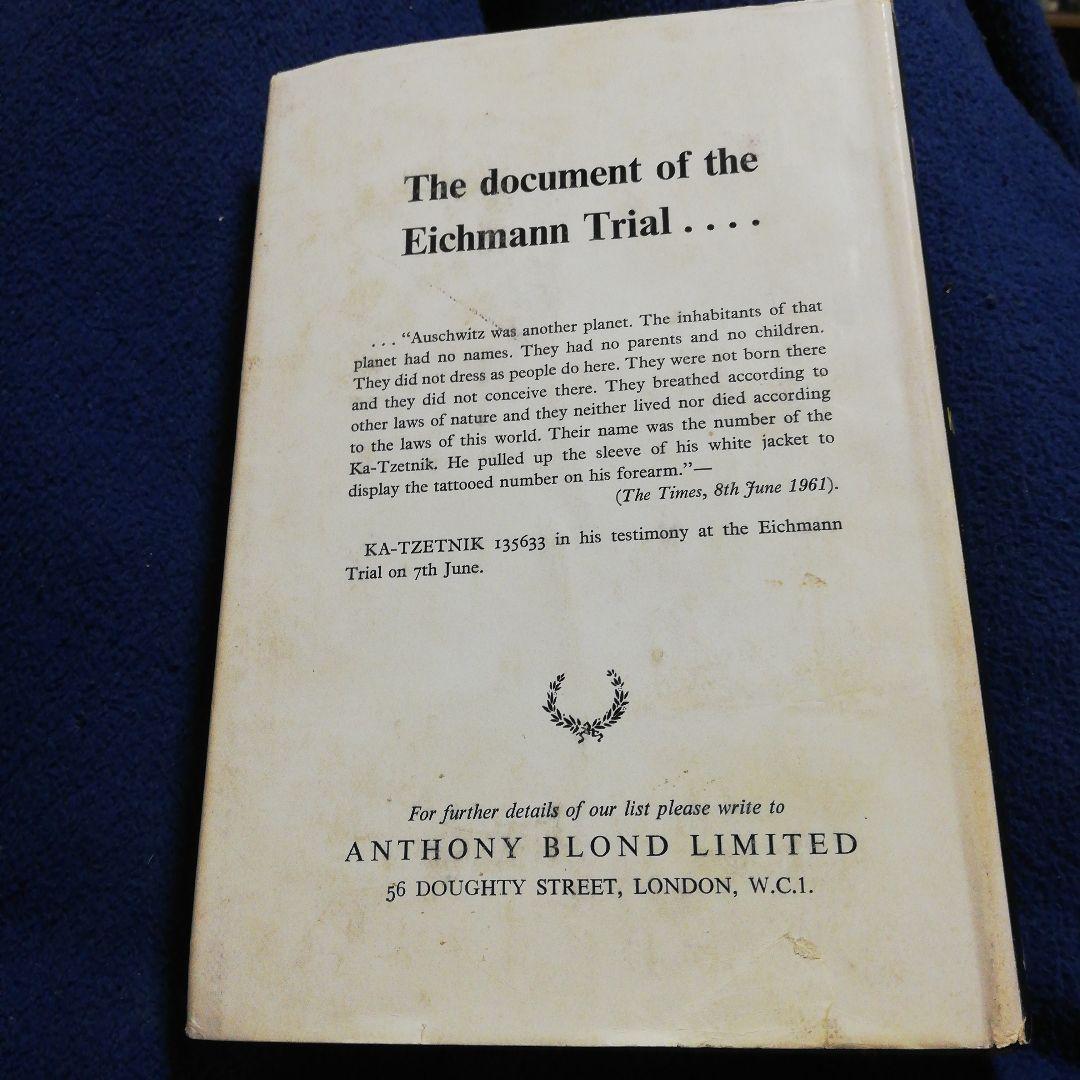 The document of the
Eichmann Trial . . . .
. . . “Auschwitz was another planet. The inhabitants of that
planet had no names. They had no parents and no children.
They did not dress as people do here. They were not born there
and they did not conceive there. They breathed according to
other laws of nature and they neither lived nor died according
to the laws of this world. Their name was the number of the
Ka-Tzetnik. He pulled up the sleeve of his white jacket to
display the tattooed number on his forearm.”—
(The Times, 8th June 1961).
KA-TZETNIK 135633 in his testimony at the Eichmann
Trial on 7th June.
For further details of our list please write to
ANTHONY BLOND LIMITED
56 DOUGHTY STREET, LONDON, W.C.1.